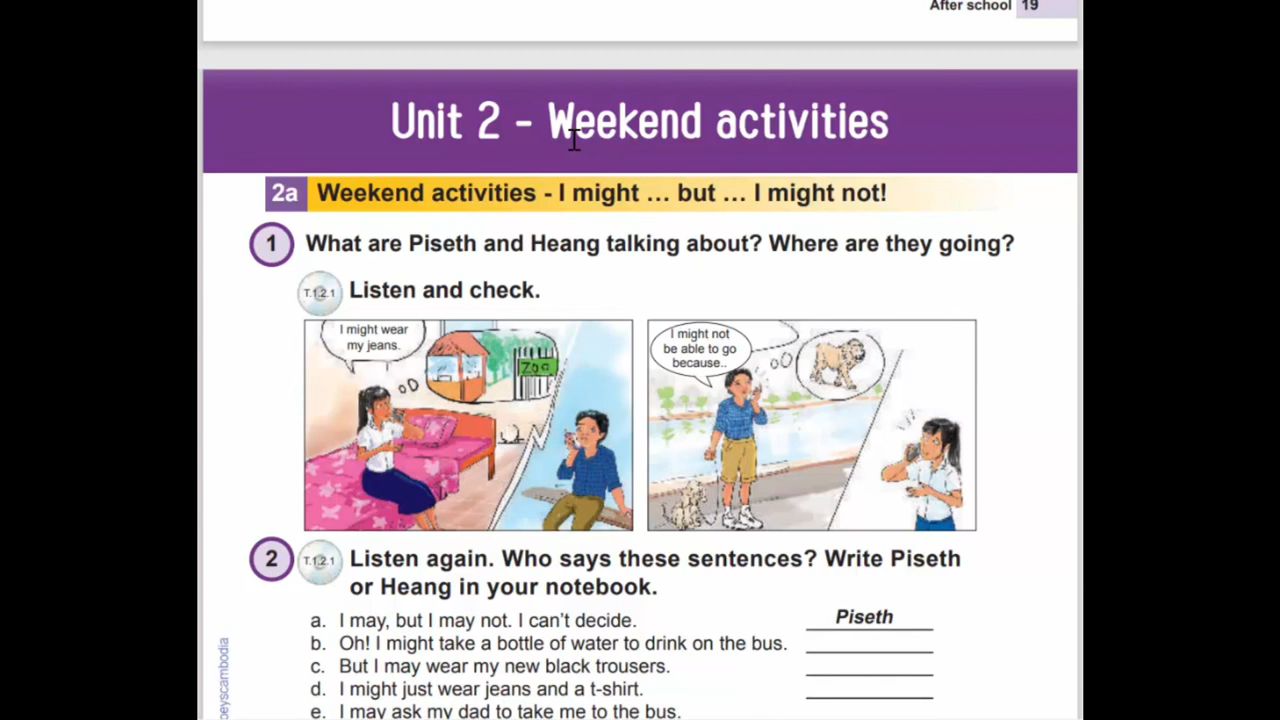 After school 19
Unit 2 - Weekend activities
2a Weekend activities - I might … but … I might not!
1 What are Piseth and Heang talking about? Where are they going?
T.1.2.1 Listen and check.
I might wear
my jeans.
Zoo
I might not
be able to go
because..
2 T.1.2.1 Listen again. Who says these sentences? Write Piseth
or Heang in your notebook.
a. I may, but I may not. I can't decide. Piseth
b. Oh! I might take a bottle of water to drink on the bus.
c. But I may wear my new black trousers.
d. I might just wear jeans and a t-shirt.
e. I may ask my dad to take me to the bus.